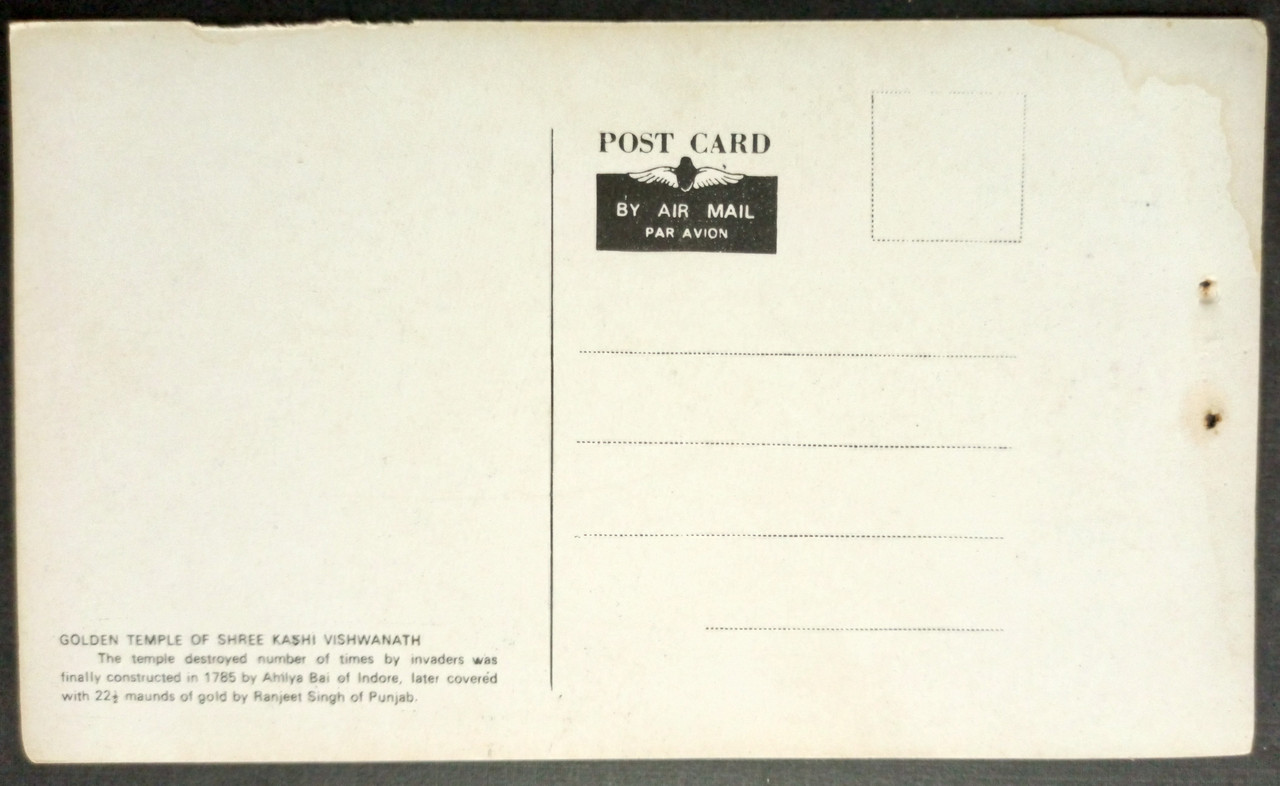 POST CARD
BY AIR MAIL
PAR AVION
GOLDEN TEMPLE OF SHREE KASHI VISHWANATH
The temple destroyed number of times by invaders was
finally constructed in 1785 by Ahilya Bai of Indore, later covered
with 22½ maunds of gold by Ranjeet Singh of Punjab.